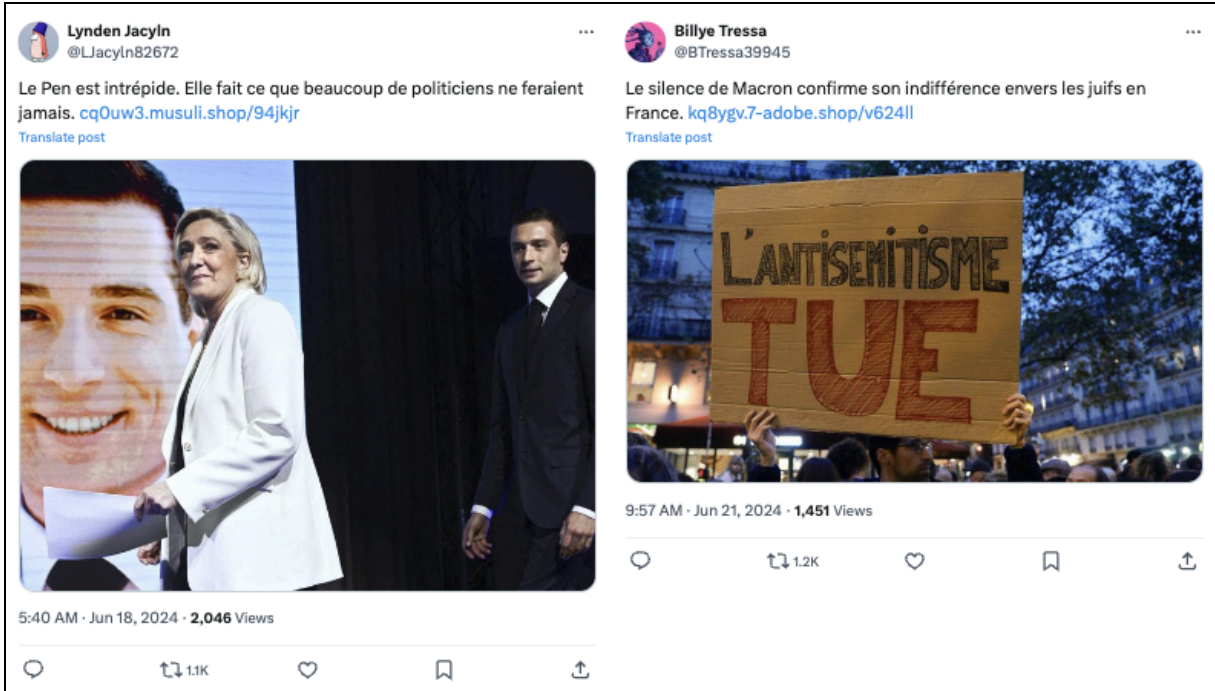 Lynden Jacyln
@LJacyln82672
Le Pen est intrépide. Elle fait ce que beaucoup de politiciens ne feraient
jamais. cq0uw3.musuli.shop/94jkjr
Translate post
5:40 AM · Jun 18, 2024 · 2,046 Views
1.1K
Billye Tressa
@BTressa39945
Le silence de Macron confirme son indifférence envers les juifs en
France. kq8ygv.7-adobe.shop/v624ll
Translate post
L'ANTISEMITISME
TUE
9:57 AM · Jun 21, 2024 · 1,451 Views
1.2K